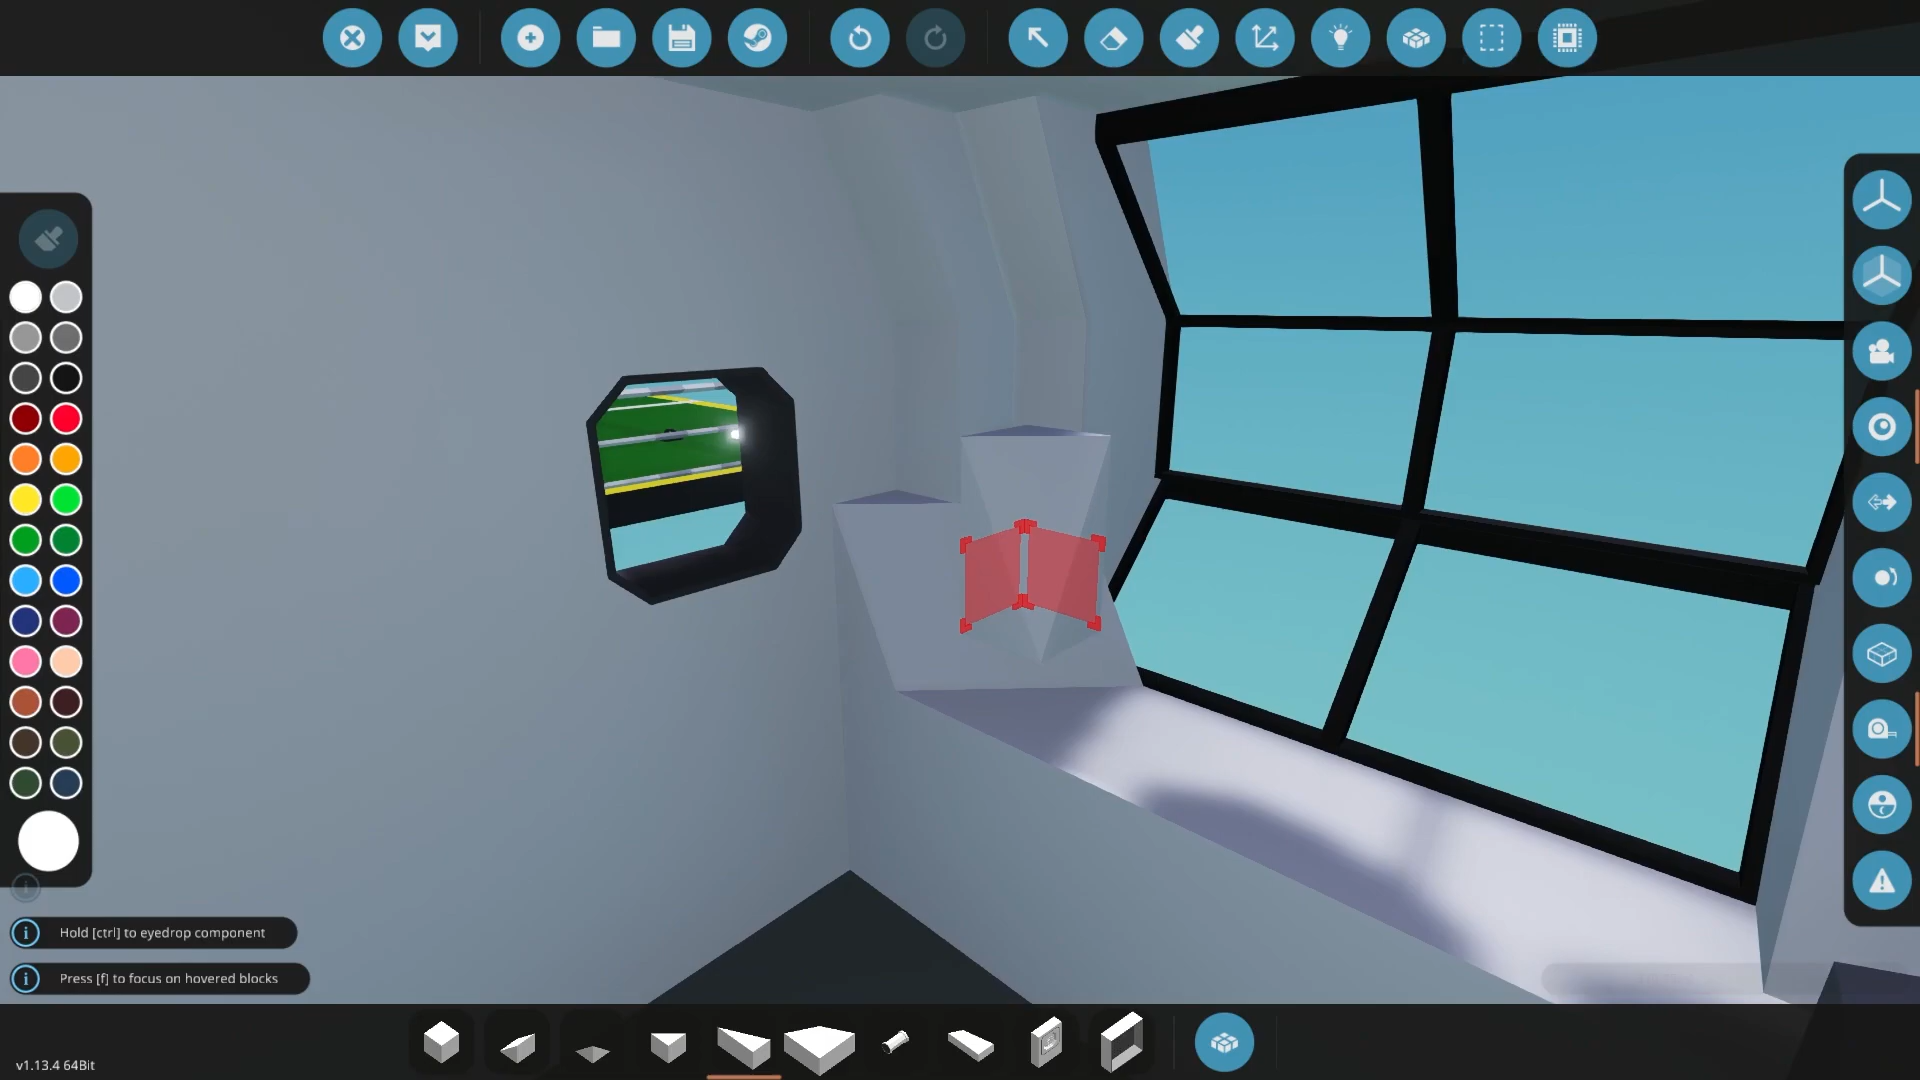 Hold [ctrl] to eyedrop component
Press [f] to focus on hovered blocks
v1.13.4 64Bit